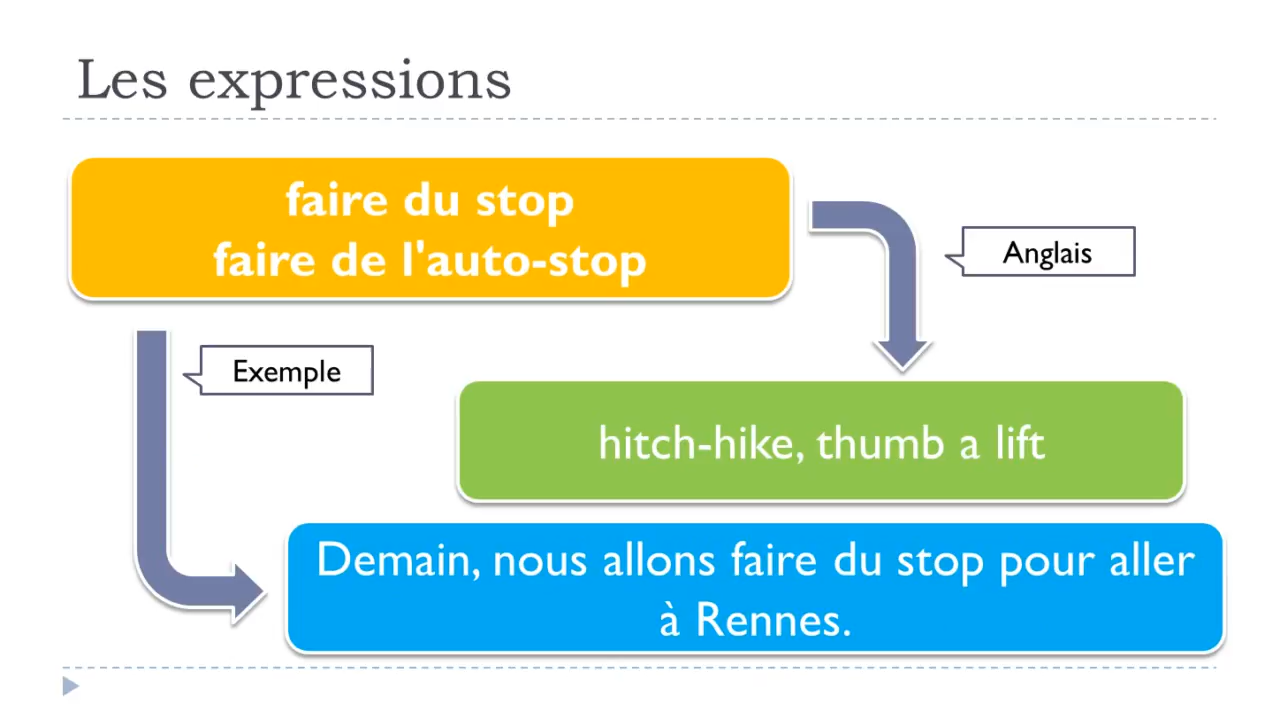 Les expressions
faire du stop
faire de l'auto-stop
Anglais
Exemple
hitch-hike, thumb a lift
Demain, nous allons faire du stop pour aller
à Rennes.